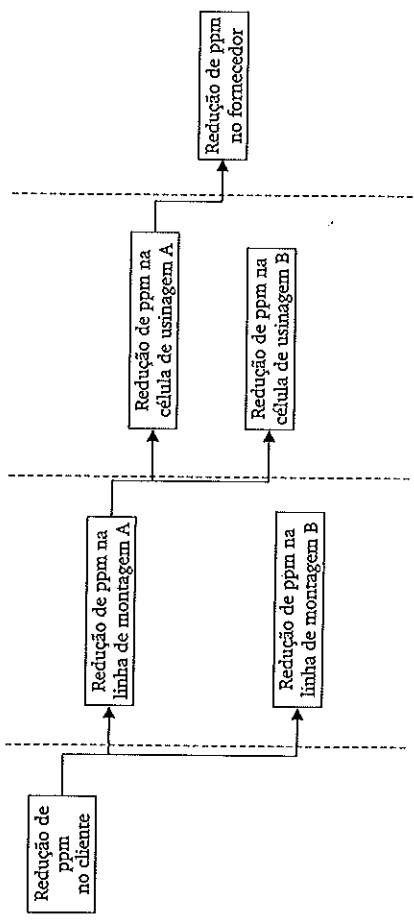 Redução de
ppm
no cliente
Redução de ppm na
linha de montagem A
Redução de ppm na
linha de montagem B
Redução de ppm na
célula de usinagem A
Redução de ppm na
célula de usinagem B
Redução de ppm
no fornecedor